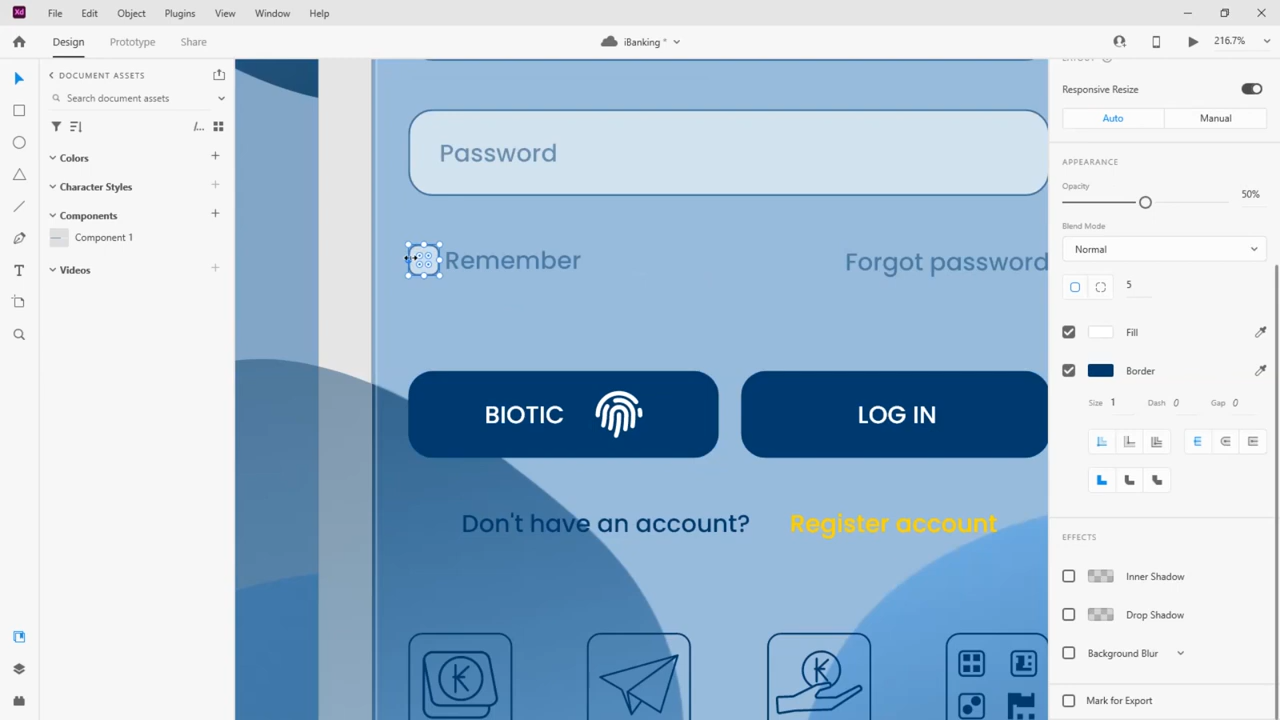 Xd File Edit Object Plugins View Window Help
Design Prototype Share iBanking * 216.7%
DOCUMENT ASSETS
Search document assets
Colors
Character Styles
Components
Component 1
Videos
Password
Remember Forgot password
BIOTIC LOG IN
Don't have an account? Register account
Responsive Resize
Auto Manual
APPEARANCE
Opacity
50%
Blend Mode
Normal
5
Fill
Border
Size 1 Dash 0 Gap 0
EFFECTS
Inner Shadow
Drop Shadow
Background Blur
Mark for Export